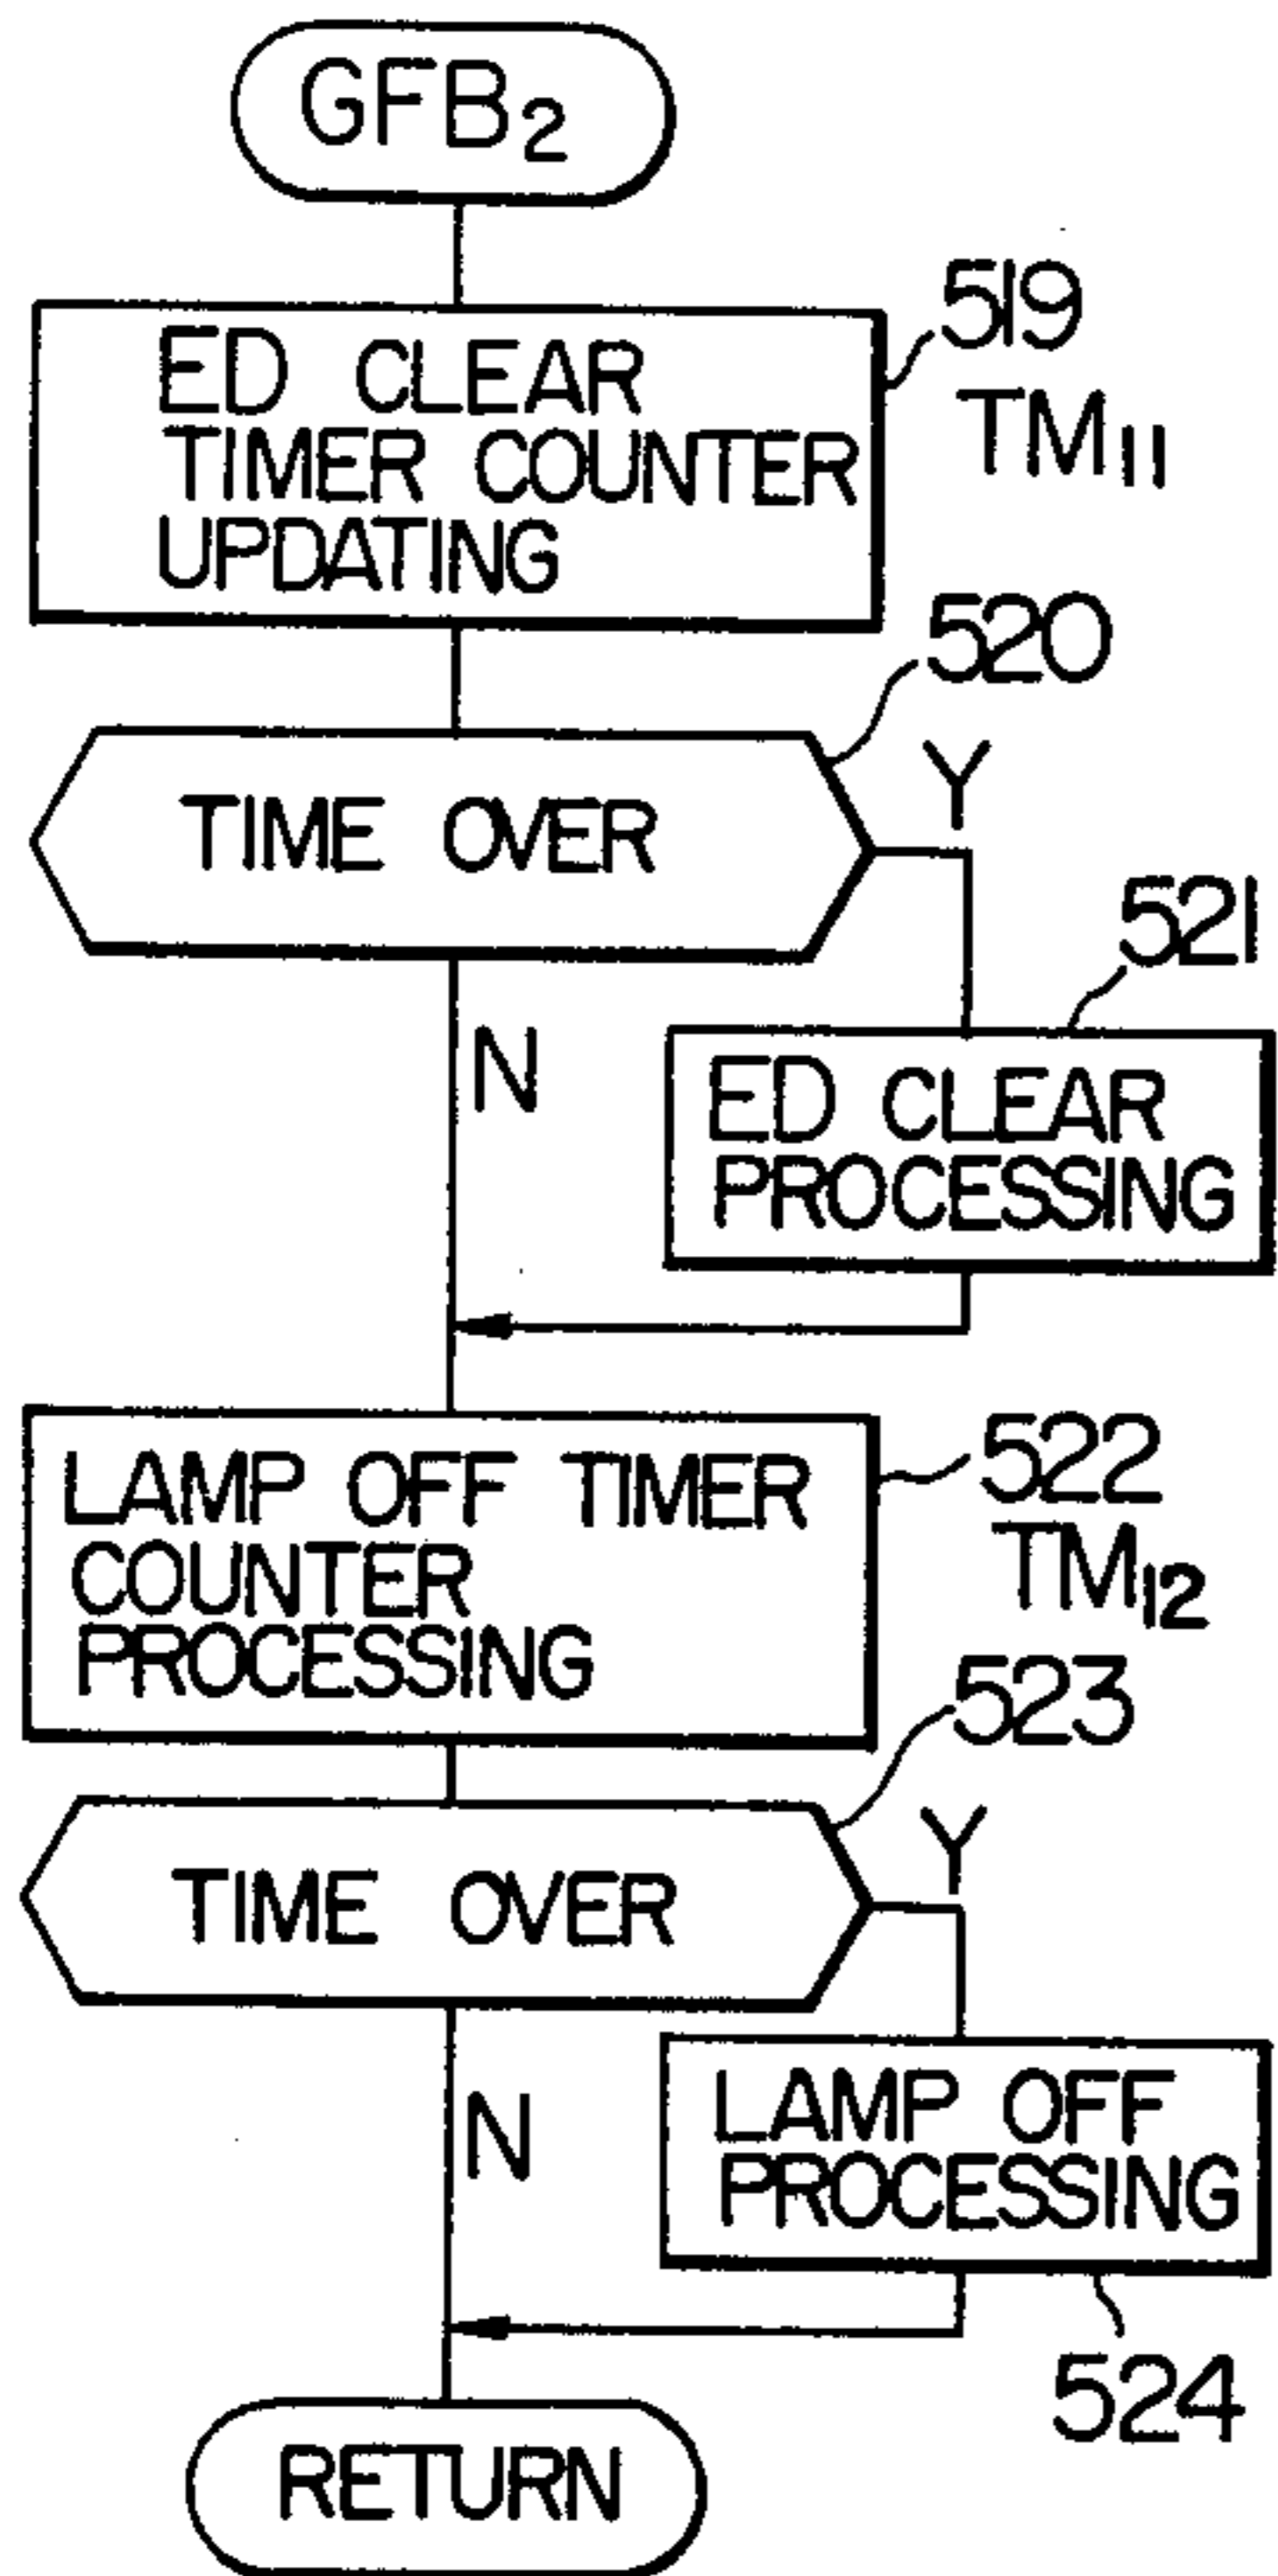 GFB₂
519
ED CLEAR
TIMER COUNTER
UPDATING
TM₁₁
520
TIME OVER
Y
521
N
ED CLEAR
PROCESSING
522
LAMP OFF TIMER
COUNTER
PROCESSING
TM₁₂
523
TIME OVER
Y
N
LAMP OFF
PROCESSING
524
RETURN